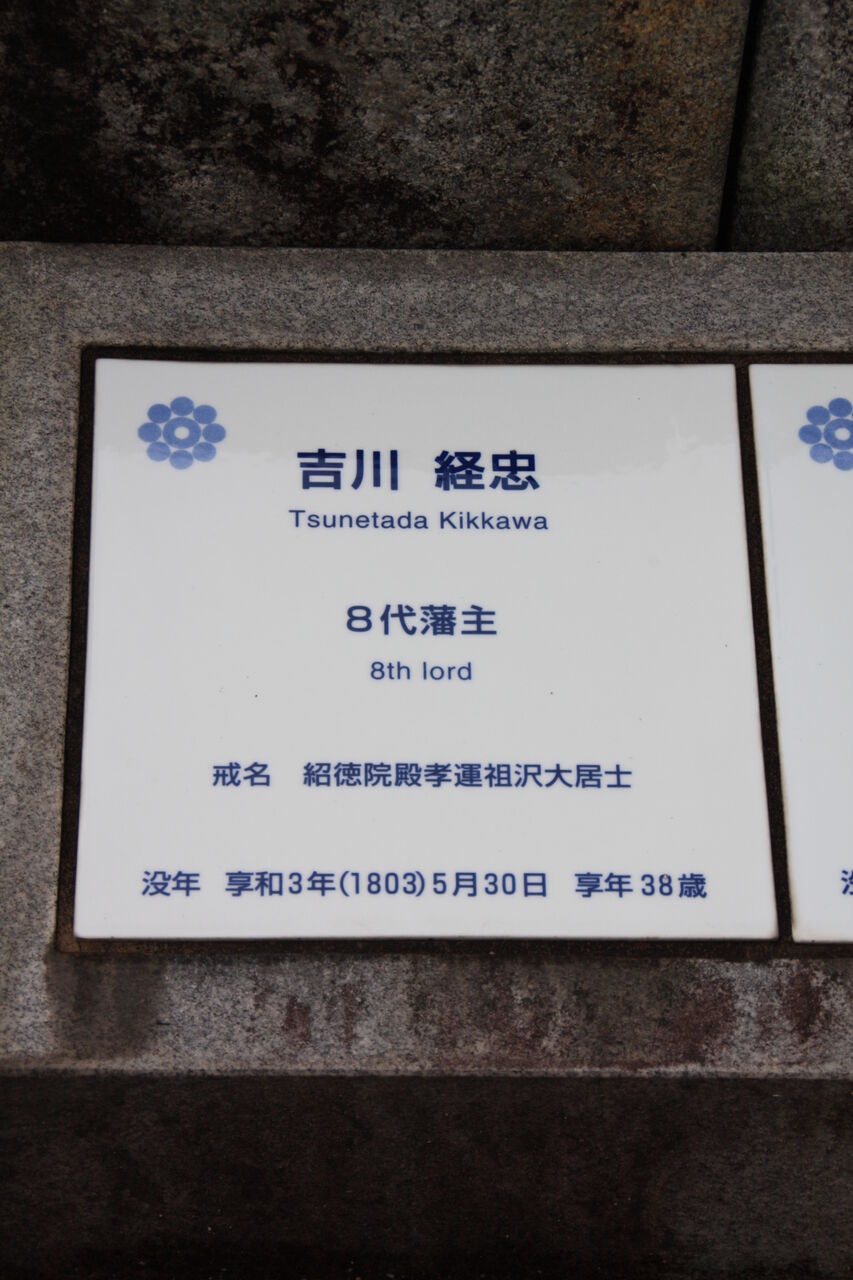 吉川 経忠
Tsunetada Kikkawa
8代藩主
8th lord
戒名 紹徳院殿孝運祖沢大居士
没年 享和3年(1803)5月30日 享年38歳